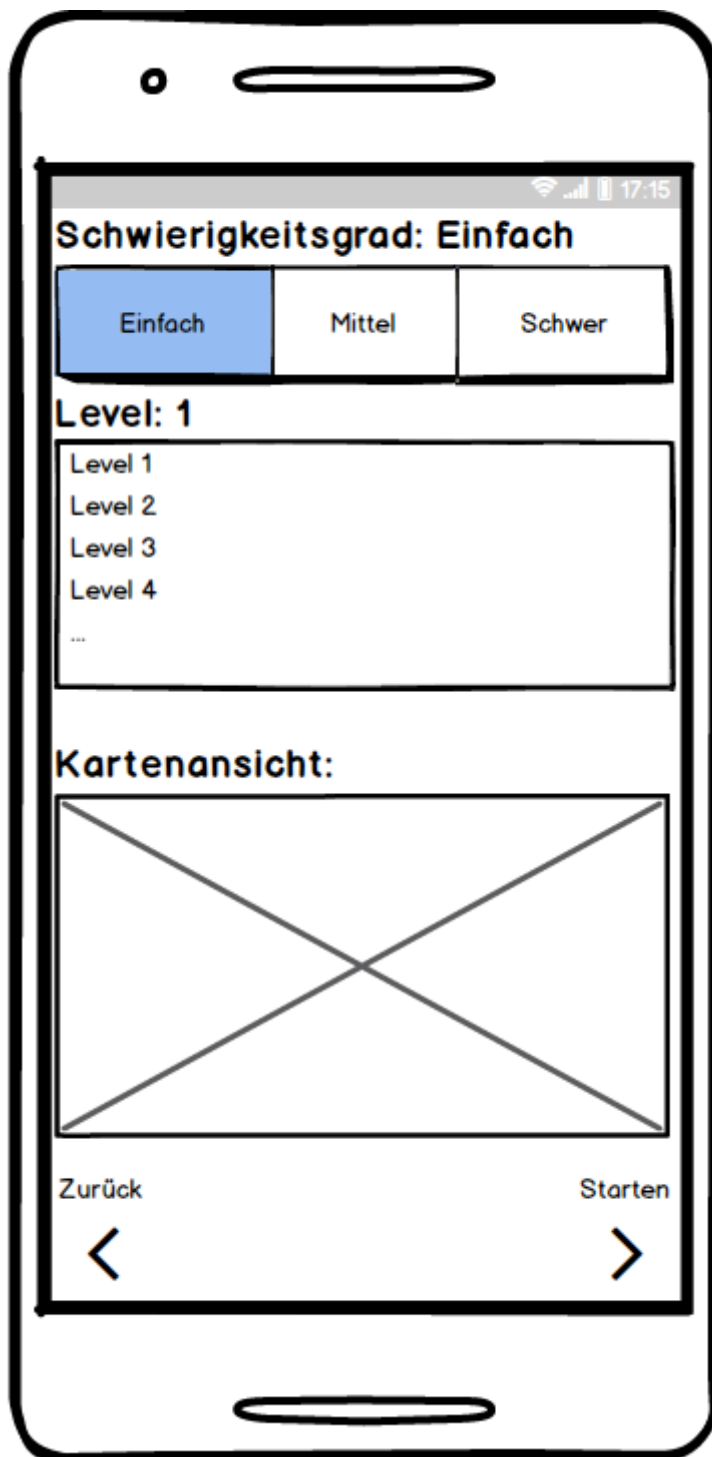 17:15
Schwierigkeitsgrad: Einfach
Einfach Mittel Schwer
Level: 1
Level 1
Level 2
Level 3
Level 4
...
Kartenansicht:
Zurück Starten